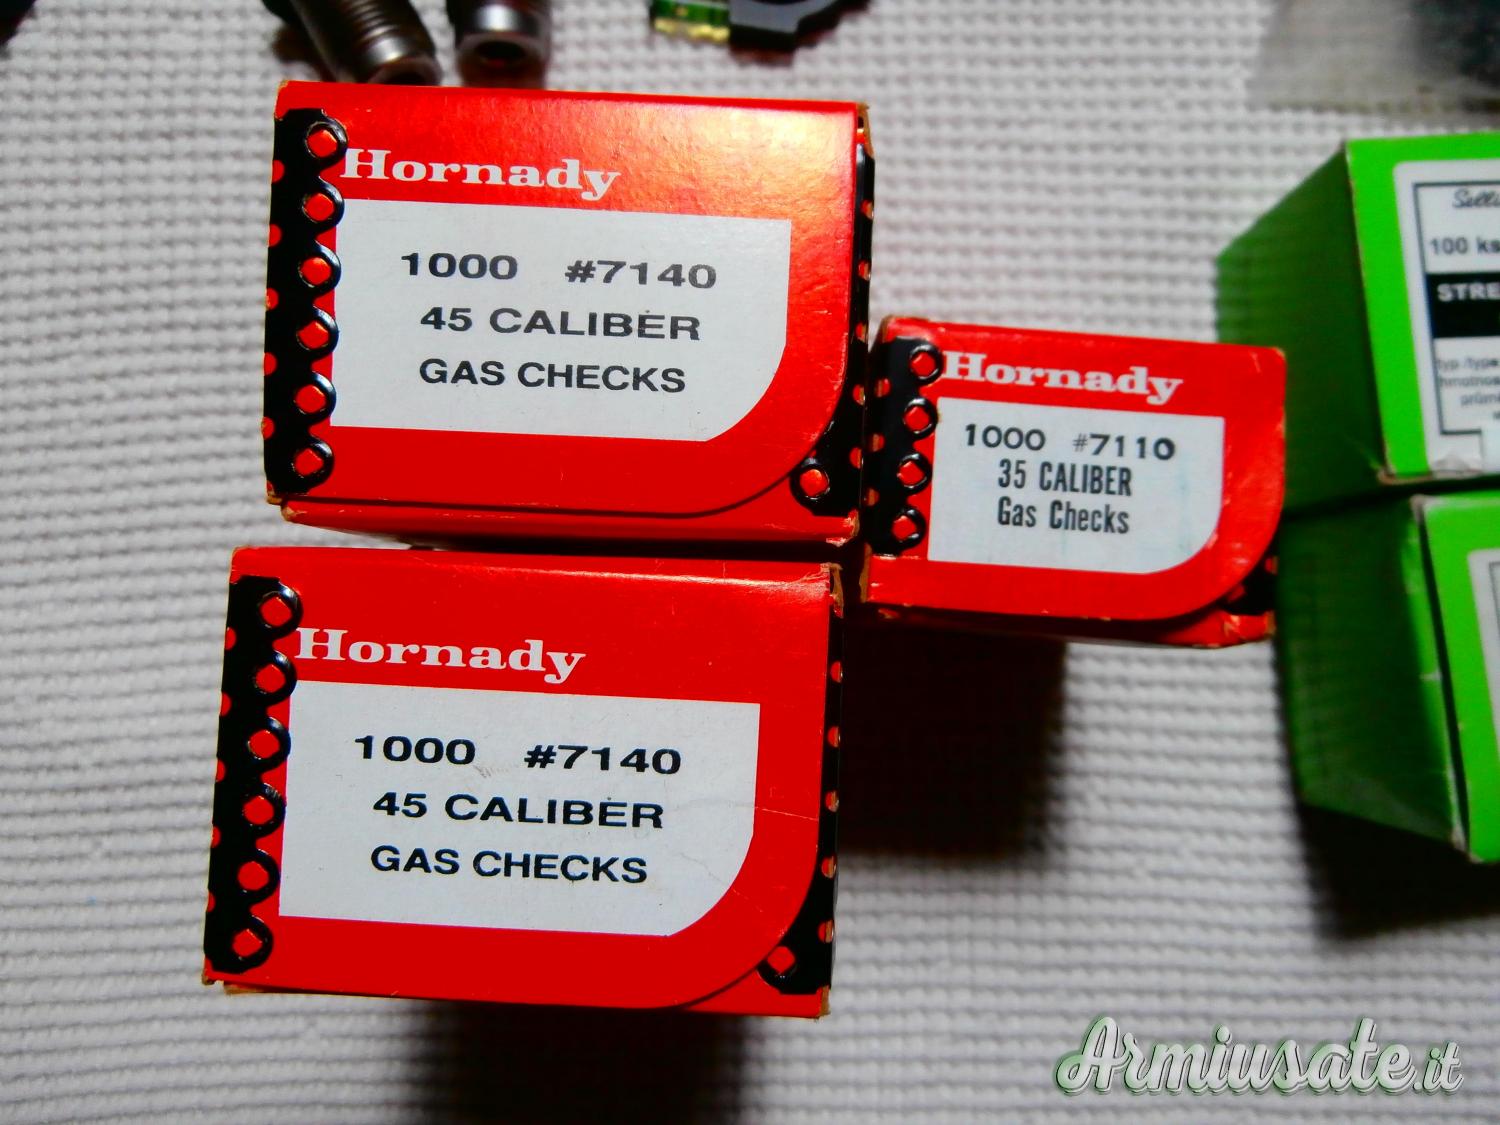 Hornady
1000 #7140
45 CALIBER
GAS CHECKS
Hornady
1000 #7110
35 CALIBER
Gas Checks
Hornady
1000 #7140
45 CALIBER
GAS CHECKS
100 ks
Armiusate.it